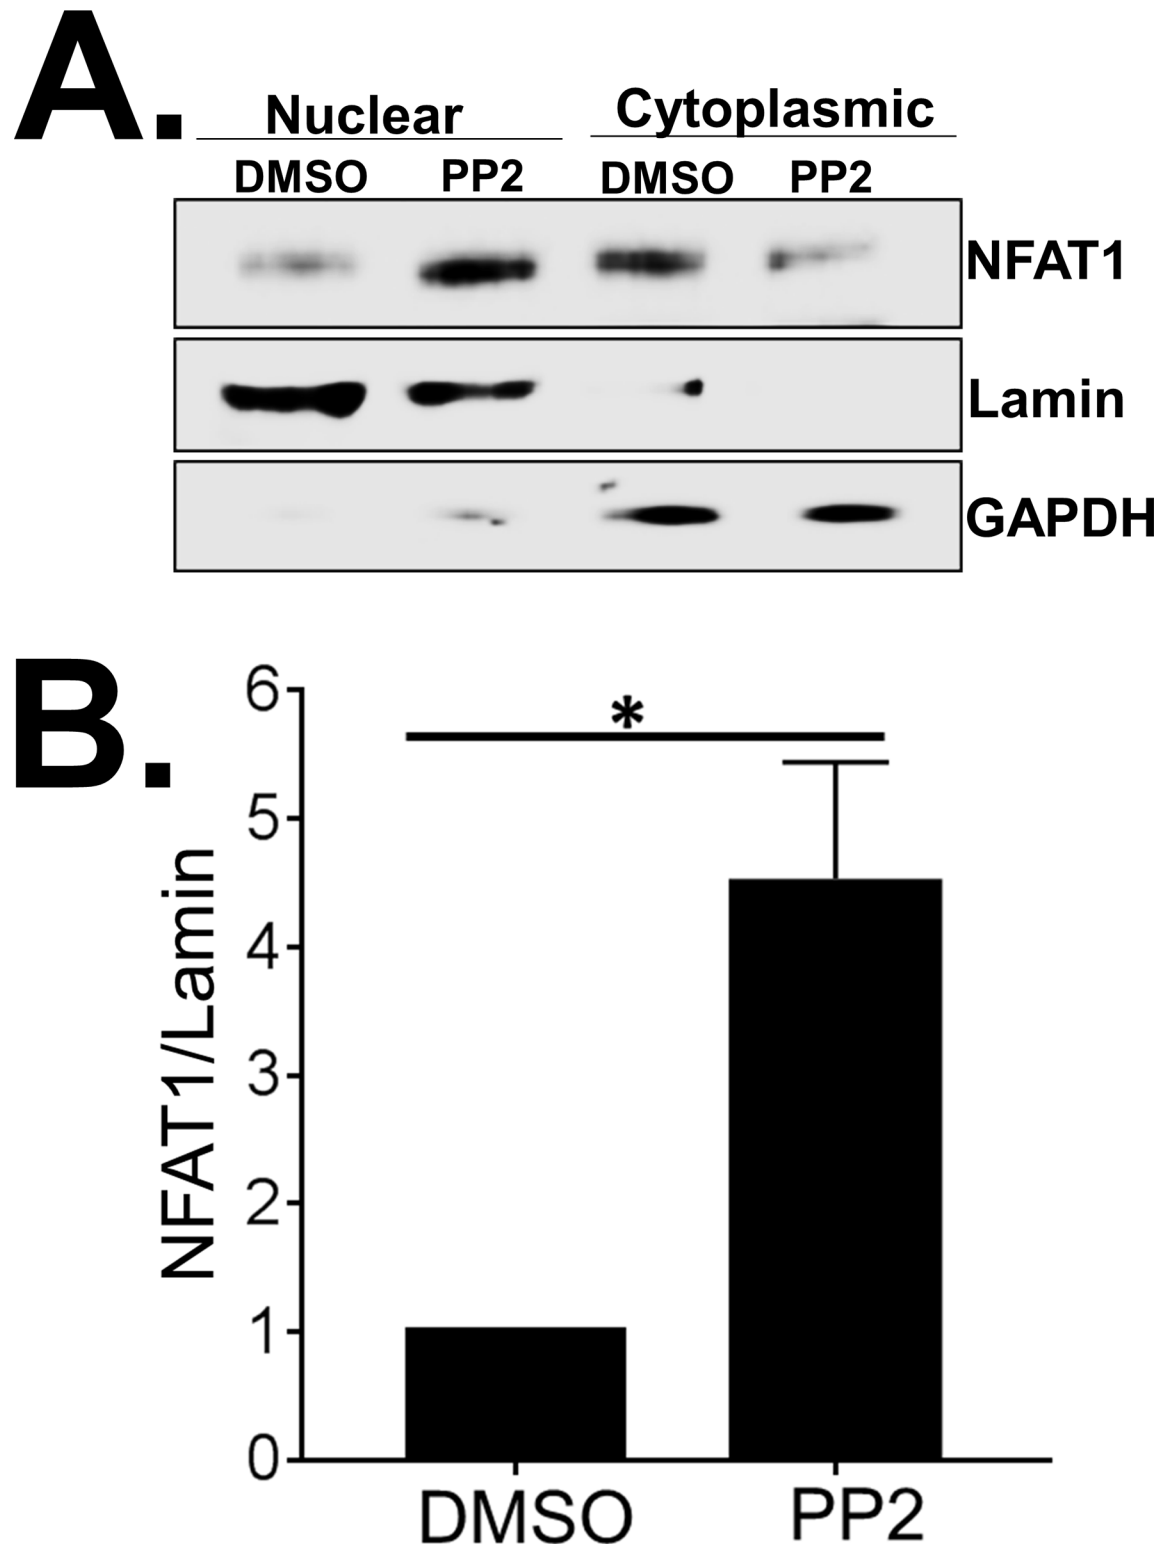 A.
Nuclear Cytoplasmic
DMSO PP2 DMSO PP2
NFAT1
Lamin
GAPDH
B.
*
6
5
4
3
2
1
0
NFAT1/Lamin
DMSO PP2